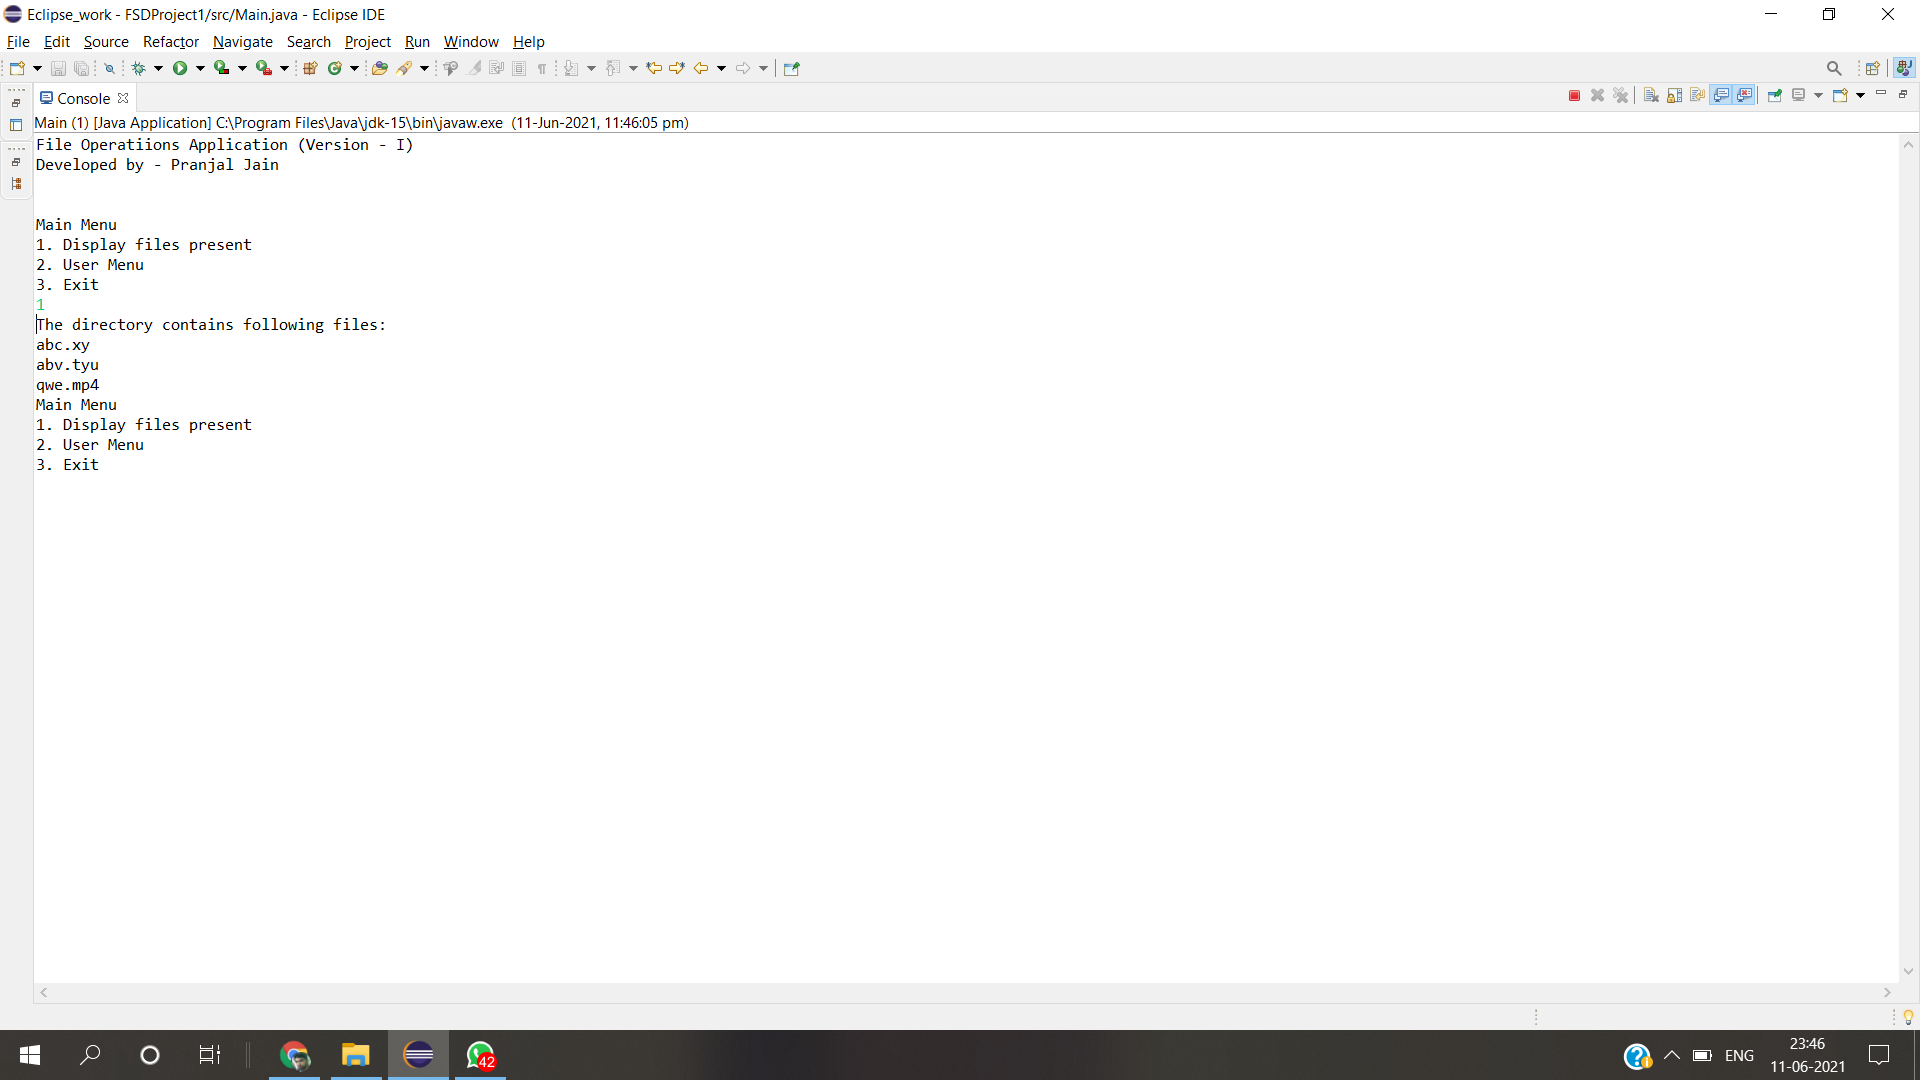 Eclipse_work - FSDProject1/src/Main.java - Eclipse IDE
File Edit Source Refactor Navigate Search Project Run Window Help
Console
Main (1) [Java Application] C:\Program Files\Java\jdk-15\bin\javaw.exe (11-Jun-2021, 11:46:05 pm)
File Operatiions Application (Version - I)
Developed by - Pranjal Jain
Main Menu
1. Display files present
2. User Menu
3. Exit
1
The directory contains following files:
abc.xy
abv.tyu
qwe.mp4
Main Menu
1. Display files present
2. User Menu
3. Exit
42
ENG
23:46
11-06-2021